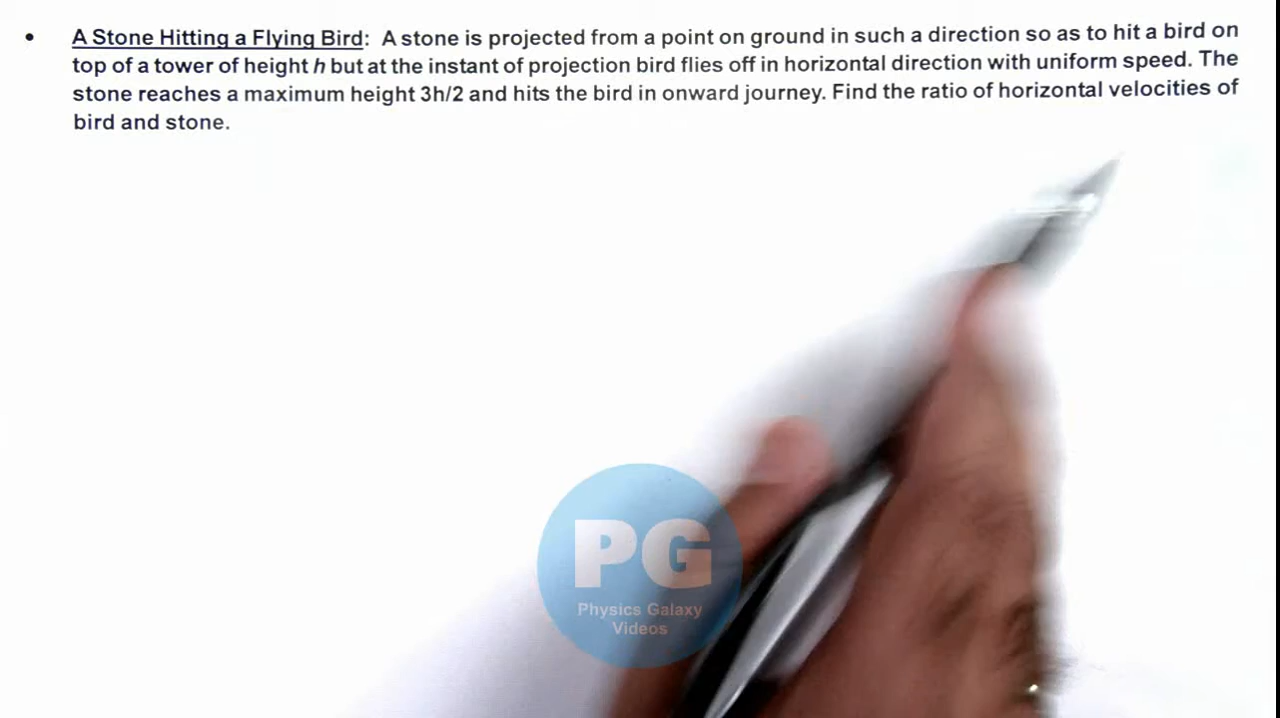 • A Stone Hitting a Flying Bird: A stone is projected from a point on ground in such a direction so as to hit a bird on
top of a tower of height h but at the instant of projection bird flies off in horizontal direction with uniform speed. The
stone reaches a maximum height 3h/2 and hits the bird in onward journey. Find the ratio of horizontal velocities of
bird and stone.
PG
Physics Galaxy
Videos